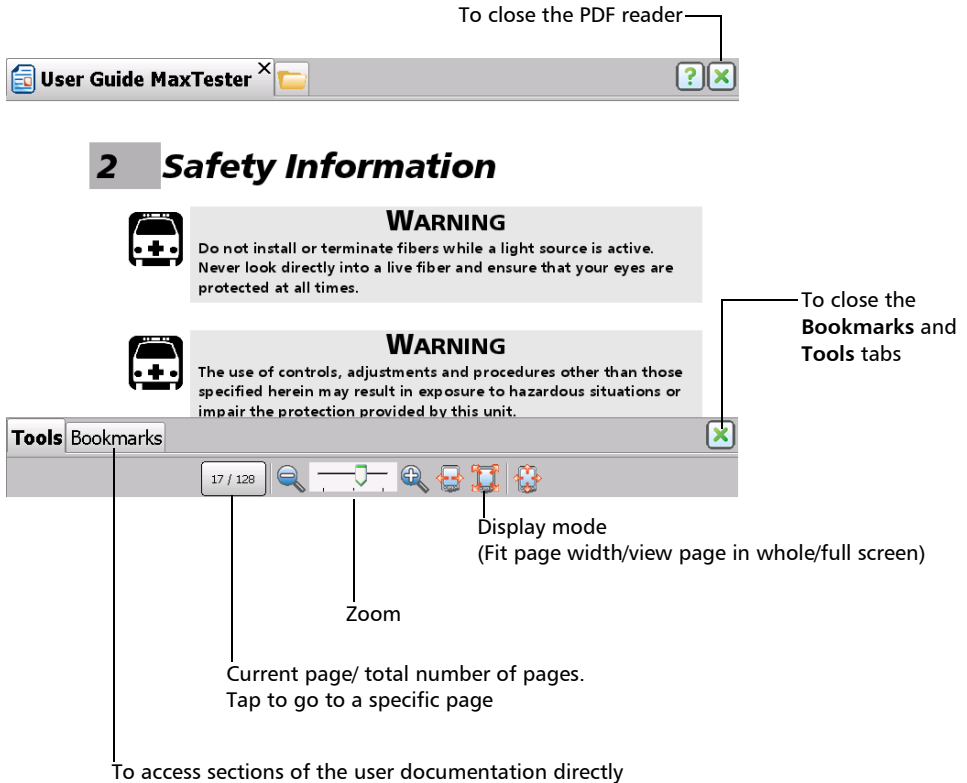 To close the PDF reader
User Guide MaxTester
2 Safety Information
WARNING
Do not install or terminate fibers while a light source is active.
Never look directly into a live fiber and ensure that your eyes are
protected at all times.
To close the
Bookmarks and
Tools tabs
WARNING
The use of controls, adjustments and procedures other than those
specified herein may result in exposure to hazardous situations or
impair the protection provided by this unit.
Tools Bookmarks
17 / 128
Display mode
(Fit page width/view page in whole/full screen)
Zoom
Current page/ total number of pages.
Tap to go to a specific page
To access sections of the user documentation directly